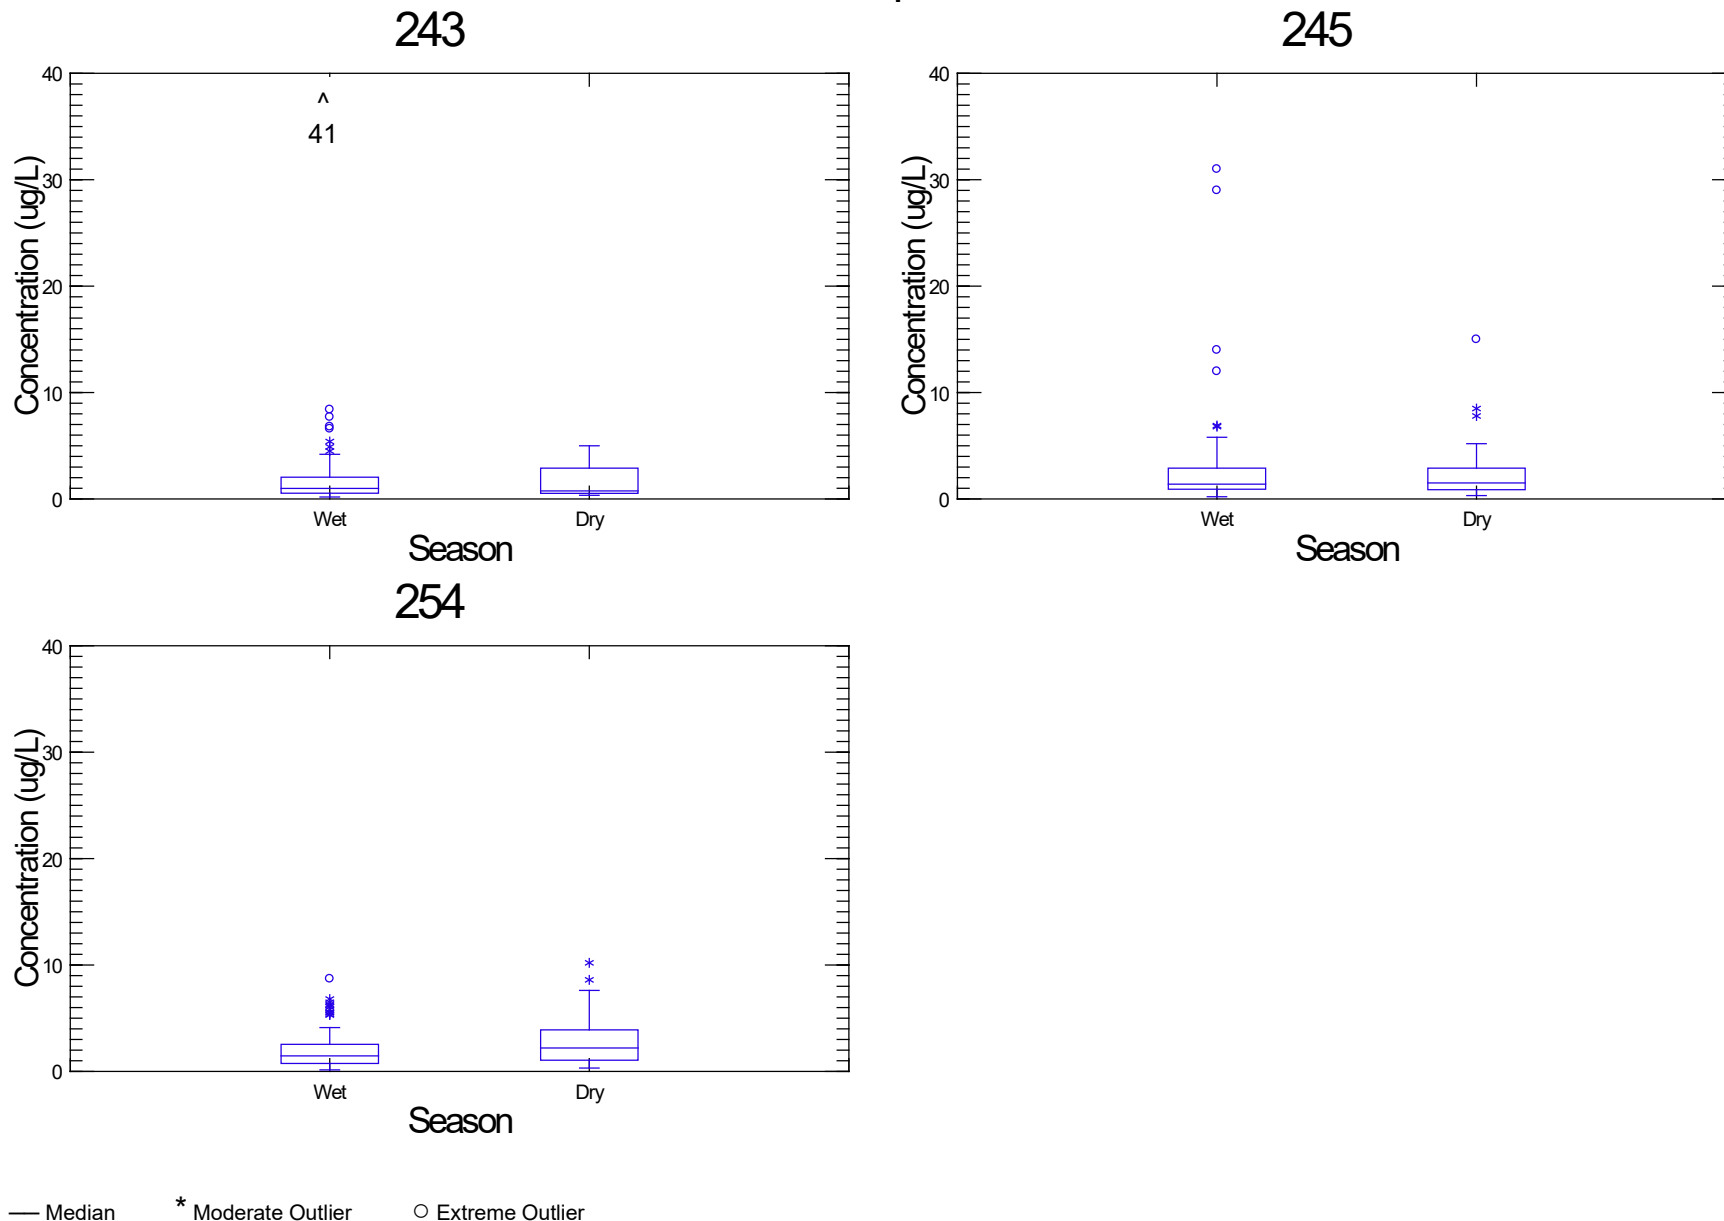 243
245
40
30
20
10
0
^
41
Concentration (ug/L)
Wet
Dry
Season
40
30
20
10
0
Concentration (ug/L)
Wet
Dry
Season
254
40
30
20
10
0
Concentration (ug/L)
Wet
Dry
Season
— Median * Moderate Outlier ○ Extreme Outlier